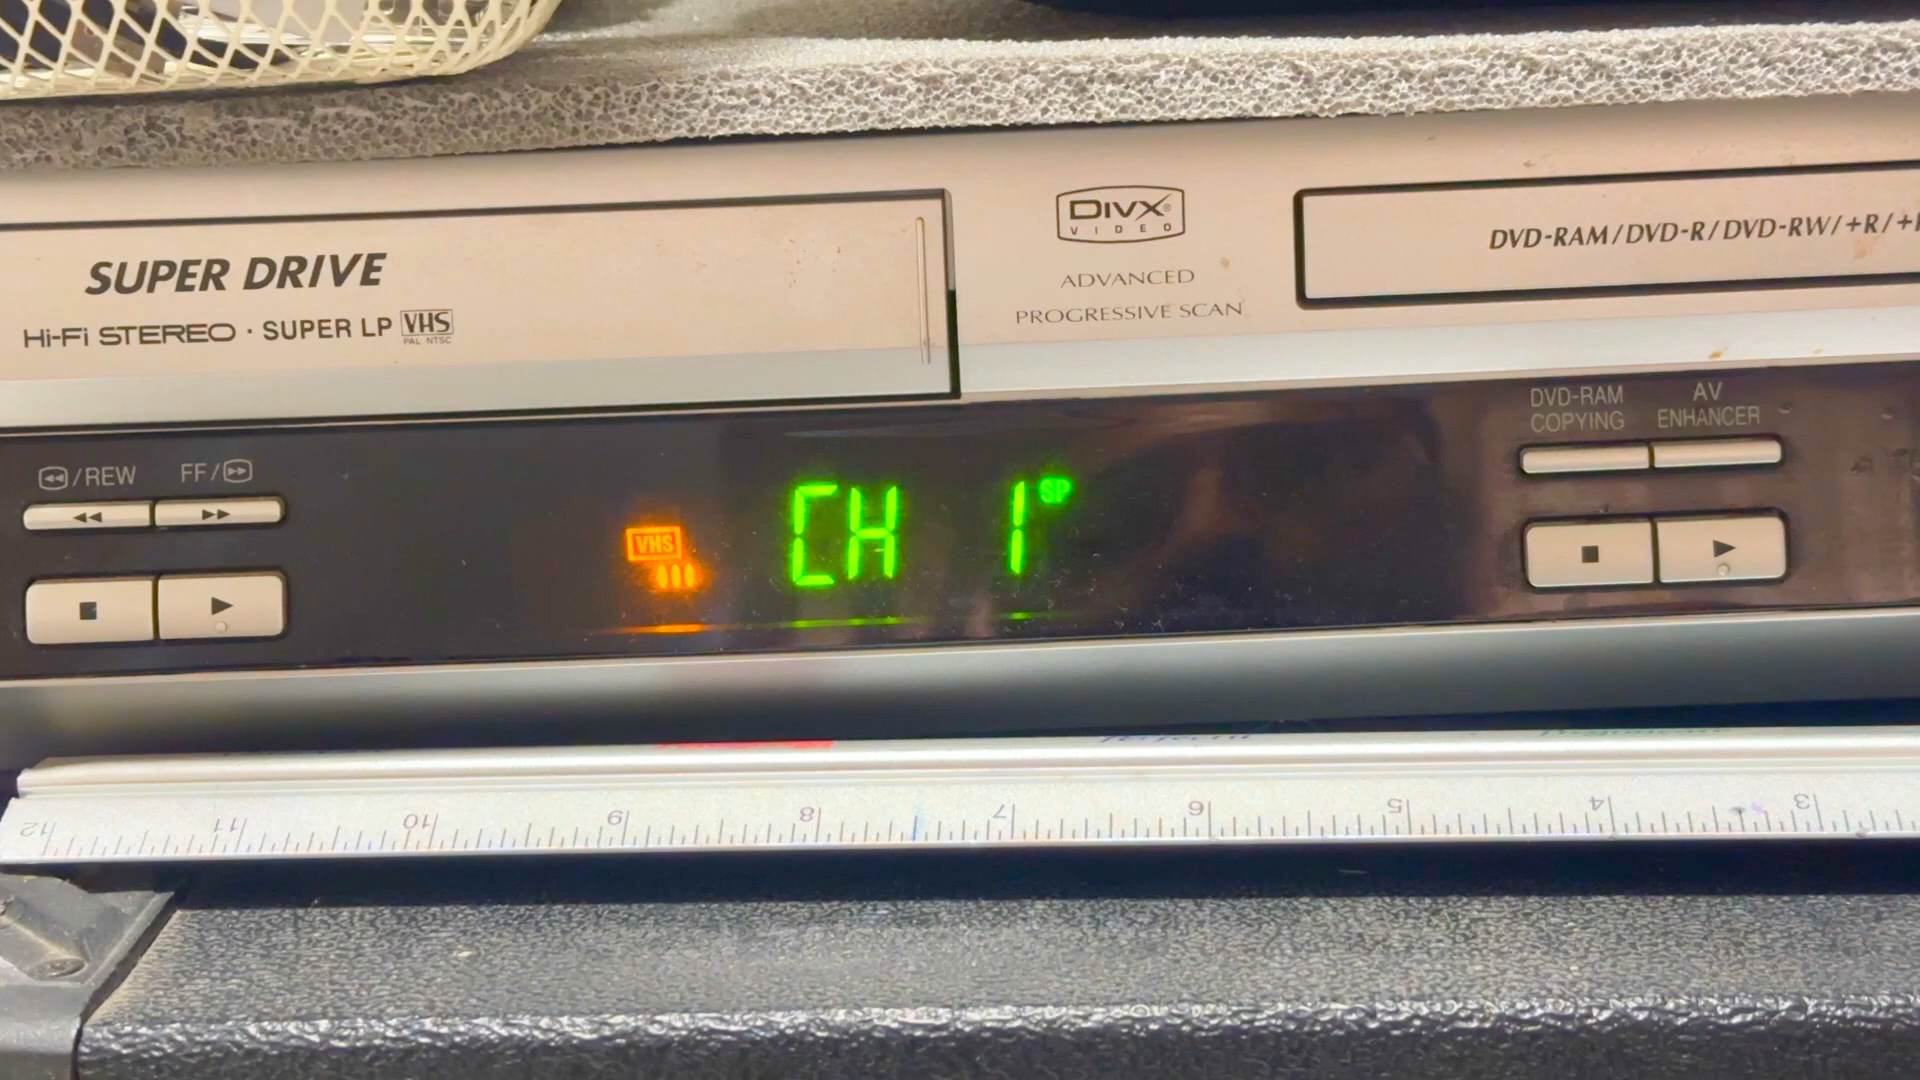 SUPER DRIVE
Hi-Fi STEREO · SUPER LP VHS
PAL NTSC
DIVX®
VIDEO
ADVANCED
PROGRESSIVE SCAN
DVD-RAM/DVD-R/DVD-RW/+R/+
/REW FF/
VHS
CH 1 SP
DVD-RAM
COPYING
AV
ENHANCER
12 11 10 9 8 7 6 5 4 3